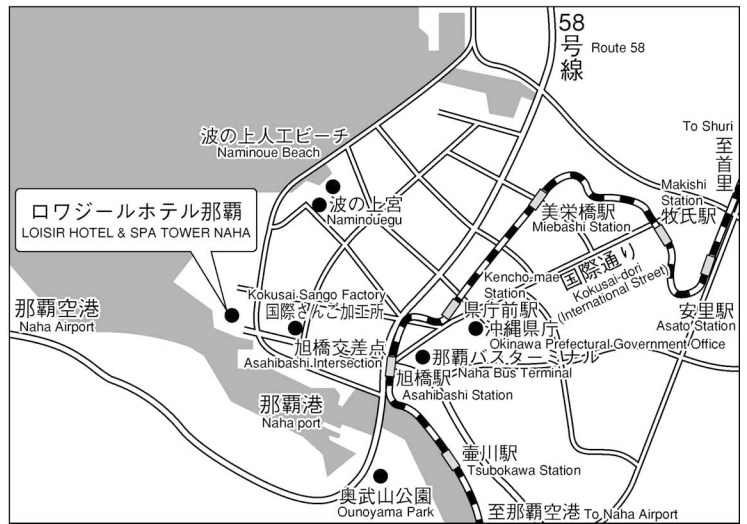 58号線
Route 58
To Shuri
至首里
波の上人工ビーチ
Naminoue Beach
波の上宮
Naminouegu
ロワジールホテル那覇
LOISIR HOTEL & SPA TOWER NAHA
美栄橋駅
Miebashi Station
Makishi
Station
牧氏駅
国際通り
Kokusai-dori
(International Street)
Kokusai Sango Factory
国際さんご加工所
Kencho-mae
Station
県庁前駅
沖縄県庁
Okinawa Prefectural Government Office
安里駅
Asato Station
那覇空港
Naha Airport
旭橋交差点
Asahibashi Intersection
那覇バスターミナル
Naha Bus Terminal
旭橋駅
Asahibashi Station
那覇港
Naha port
壷川駅
Tsubokawa Station
奥武山公園
Ounoyama Park
至那覇空港 To Naha Airport